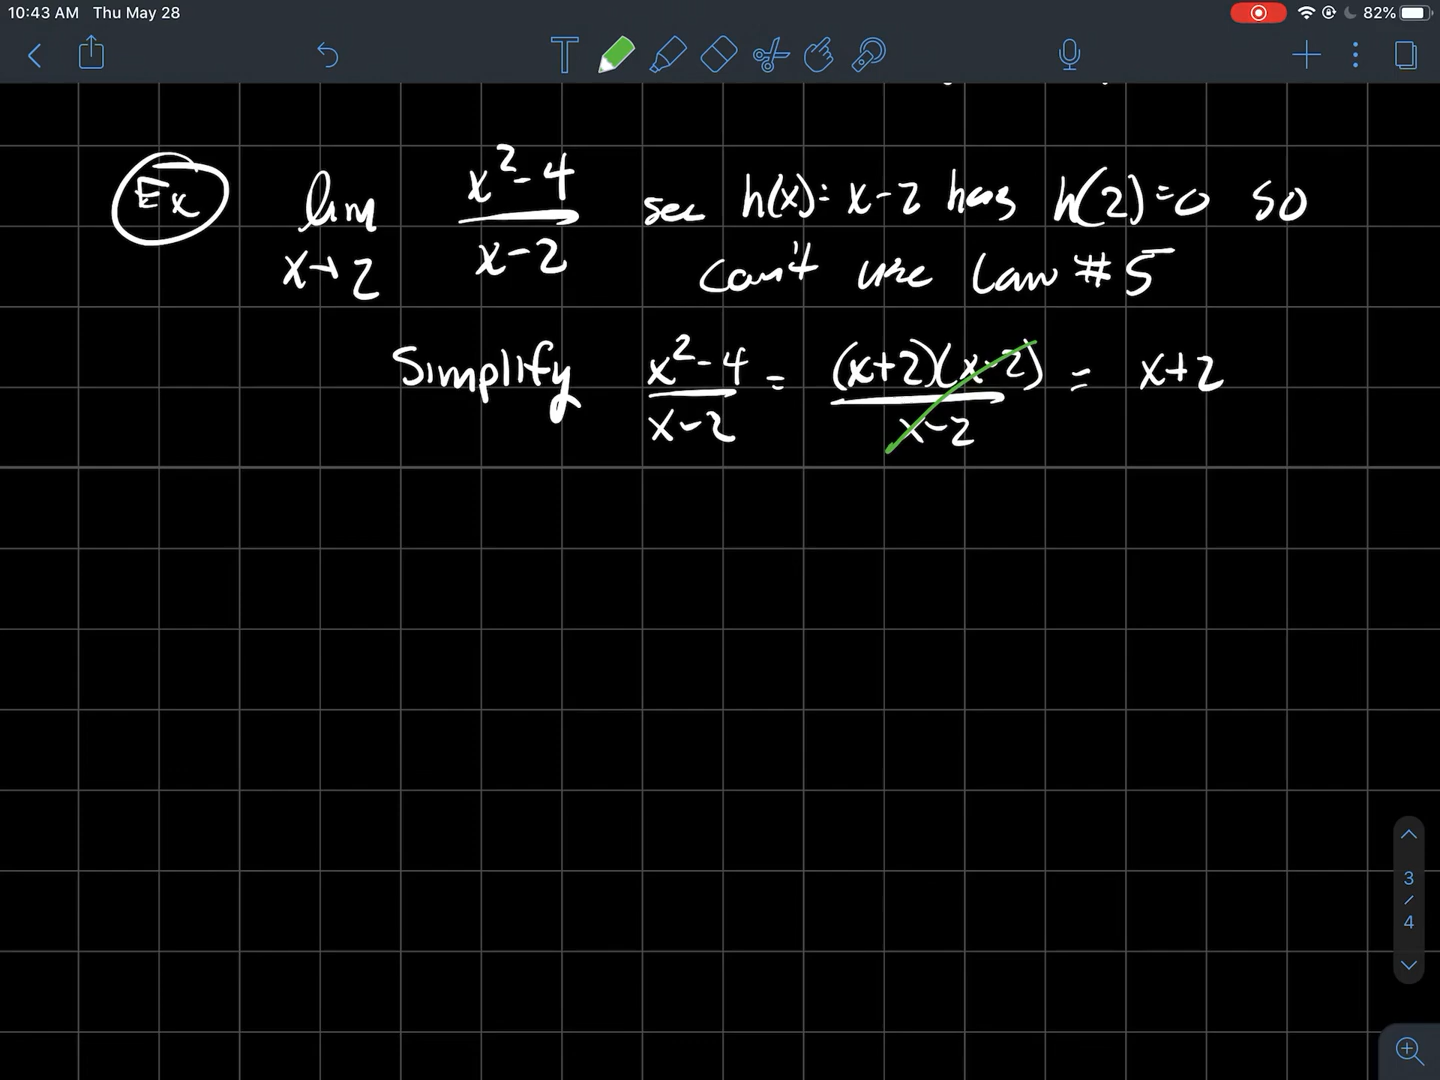 10:43 AM Thu May 28 82%
Ex lim x→2 (x²-4)/(x-2) see h(x)=x-2 has h(2)=0 so
can't use Law #5
Simplify (x²-4)/(x-2) = (x+2)(x-2)/(x-2) = x+2
3
/
4